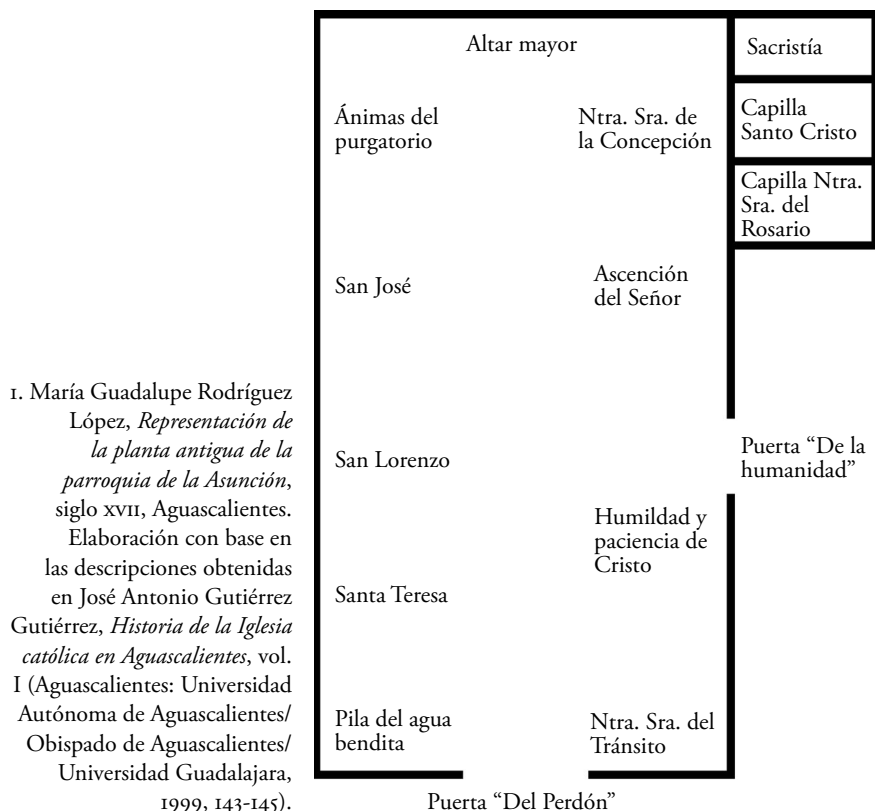 Altar mayor
Sacristía
Ánimas del
purgatorio
Ntra. Sra. de
la Concepción
Capilla
Santo Cristo
Capilla Ntra.
Sra. del
Rosario
San José
Ascención
del Señor
San Lorenzo
Puerta “De la
humanidad”
Humildad y
paciencia de
Cristo
Santa Teresa
Pila del agua
bendita
Ntra. Sra. del
Tránsito
Puerta “Del Perdón”
1. María Guadalupe Rodríguez
López, Representación de
la planta antigua de la
parroquia de la Asunción,
siglo XVII, Aguascalientes.
Elaboración con base en
las descripciones obtenidas
en José Antonio Gutiérrez
Gutiérrez, Historia de la Iglesia
católica en Aguascalientes, vol.
I (Aguascalientes: Universidad
Autónoma de Aguascalientes/
Obispado de Aguascalientes/
Universidad Guadalajara,
1999, 143-145).